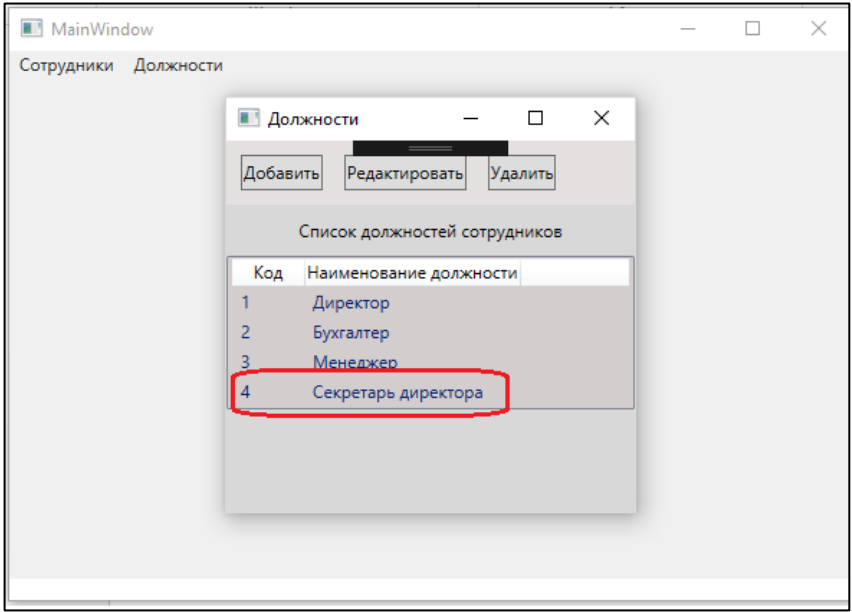 MainWindow
Сотрудники Должности
Должности
Добавить Редактировать Удалить
Список должностей сотрудников
Код Наименование должности
1 Директор
2 Бухгалтер
3 Менеджер
4 Секретарь директора